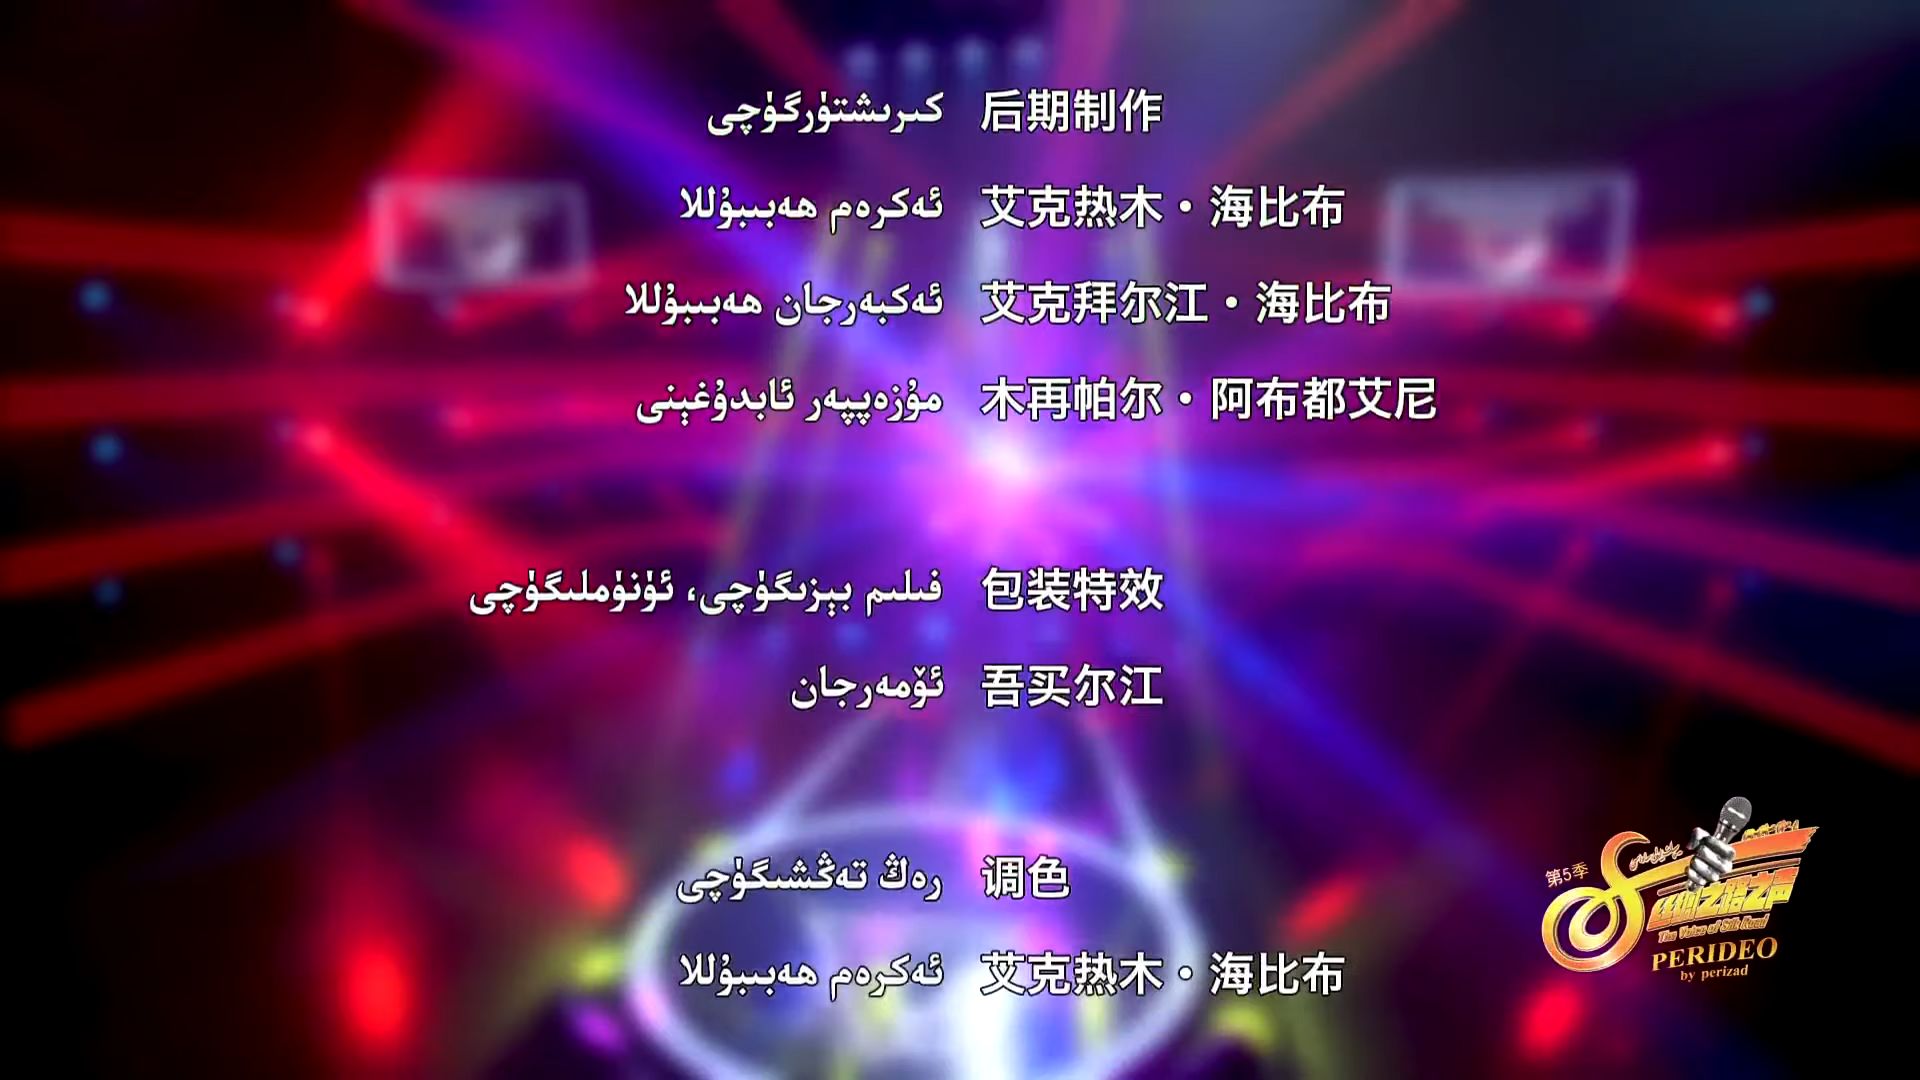 كىرىشتۈرگۈچى 后期制作
ئەكرەم ھەبىبۇللا 艾克热木·海比布
ئەكبەرجان ھەبىبۇللا 艾克拜尔江·海比布
مۇزەپپەر ئابدۇغېنى 木再帕尔·阿布都艾尼
فىلىم بېزىگۈچى، ئۈنۈملىگۈچى 包装特效
ئۆمەرجان 吾买尔江
رەڭ تەڭشىگۈچى 调色
ئەكرەم ھەبىبۇللا 艾克热木·海比布
第5季
丝绸之路之声
The Voice of Silk Road
PERIDEO
by perizad